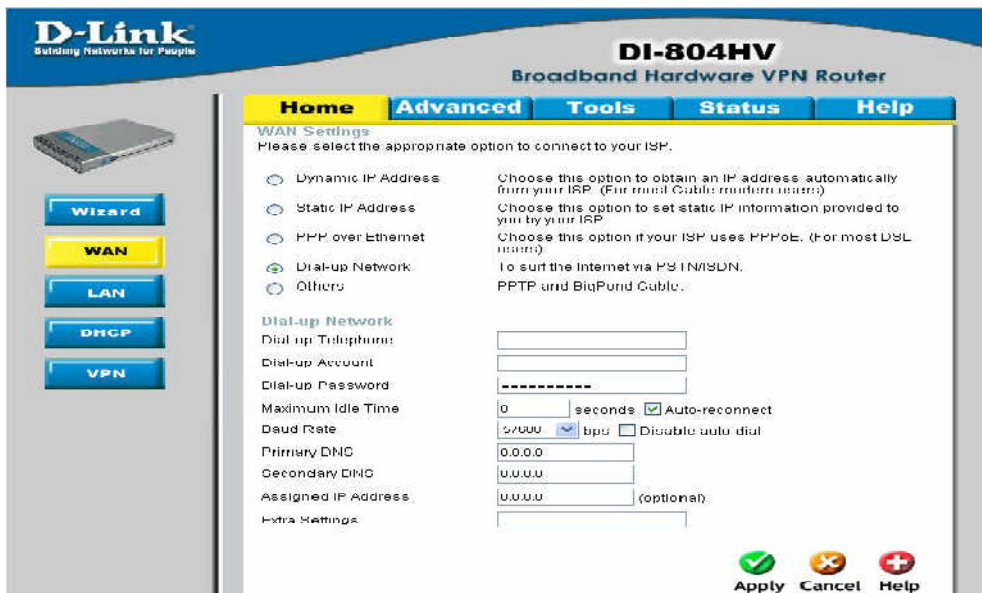 D-Link
Building Networks for People
DI-804HV
Broadband Hardware VPN Router
Home Advanced Tools Status Help
Wizard
WAN
LAN
DHCP
VPN
WAN Settings
Please select the appropriate option to connect to your ISP.
Dynamic IP Address Choose this option to obtain an IP address automatically
from your ISP. (For most Cable modem users)
Static IP Address Choose this option to set static IP information provided to
you by your ISP.
PPP over Ethernet Choose this option if your ISP uses PPPoE. (For most DSL
users)
Dial-up Network To surf the Internet via PSTN/ISDN.
Others PPTP and BigPond Cable.
Dial-up Network
Dial-up Telephone
Dial-up Account
Dial-up Password
Maximum Idle Time 0 seconds Auto-reconnect
Baud Rate 57600 bps Disable auto dial
Primary DNS 0.0.0.0
Secondary DNS 0.0.0.0
Assigned IP Address 0.0.0.0 (optional)
Extra Settings
Apply Cancel Help